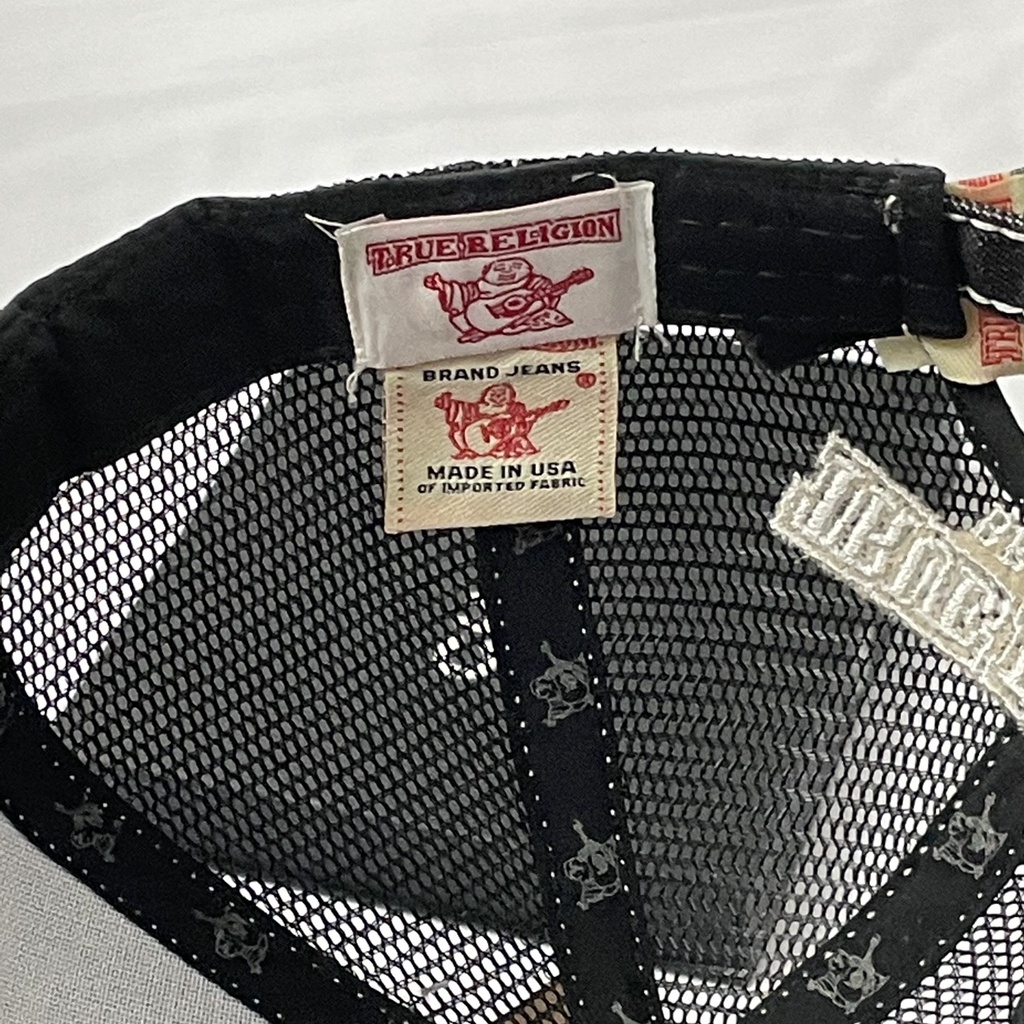 TRUE RELIGION
BRAND JEANS
®
MADE IN USA
OF IMPORTED FABRIC